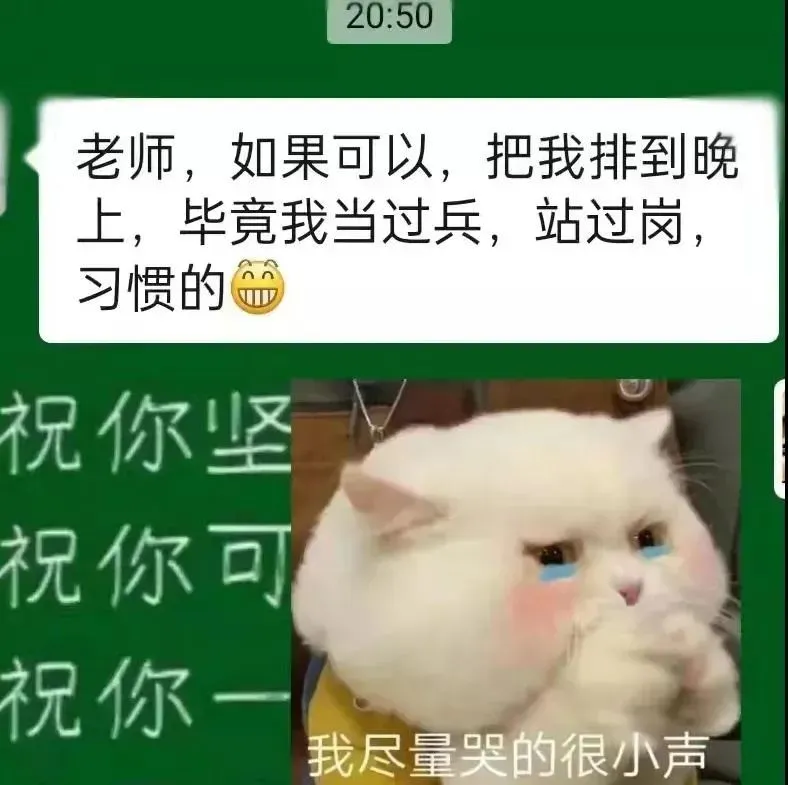 20:50
老师，如果可以，把我排到晚
上，毕竟我当过兵，站过岗，
习惯的😁
祝你坚
祝你可
祝你一
我尽量哭的很小声